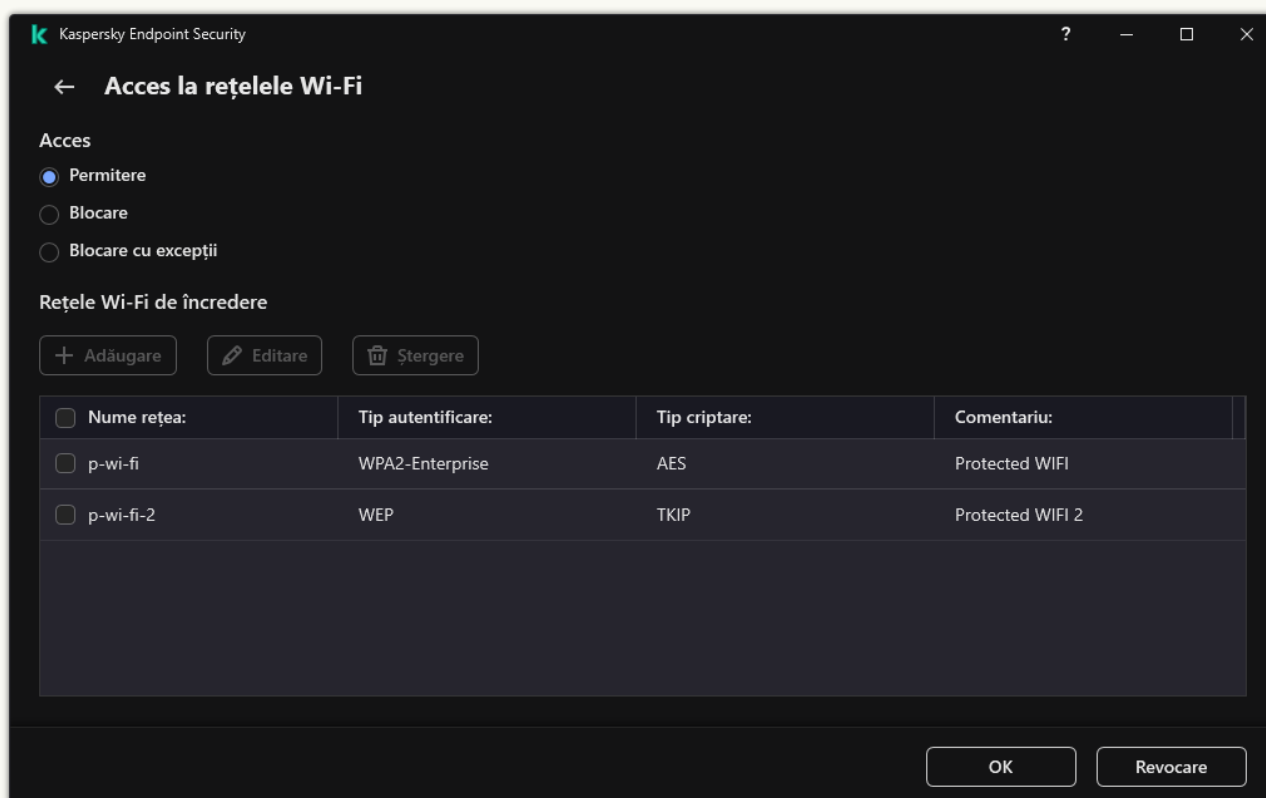 Kaspersky Endpoint Security
?
Acces la rețelele Wi-Fi
Acces
Permitere
Blocare
Blocare cu excepții
Rețele Wi-Fi de încredere
Adăugare Editare Ștergere
Nume rețea: Tip autentificare: Tip criptare: Comentariu:
p-wi-fi WPA2-Enterprise AES Protected WIFI
p-wi-fi-2 WEP TKIP Protected WIFI 2
OK Revocare